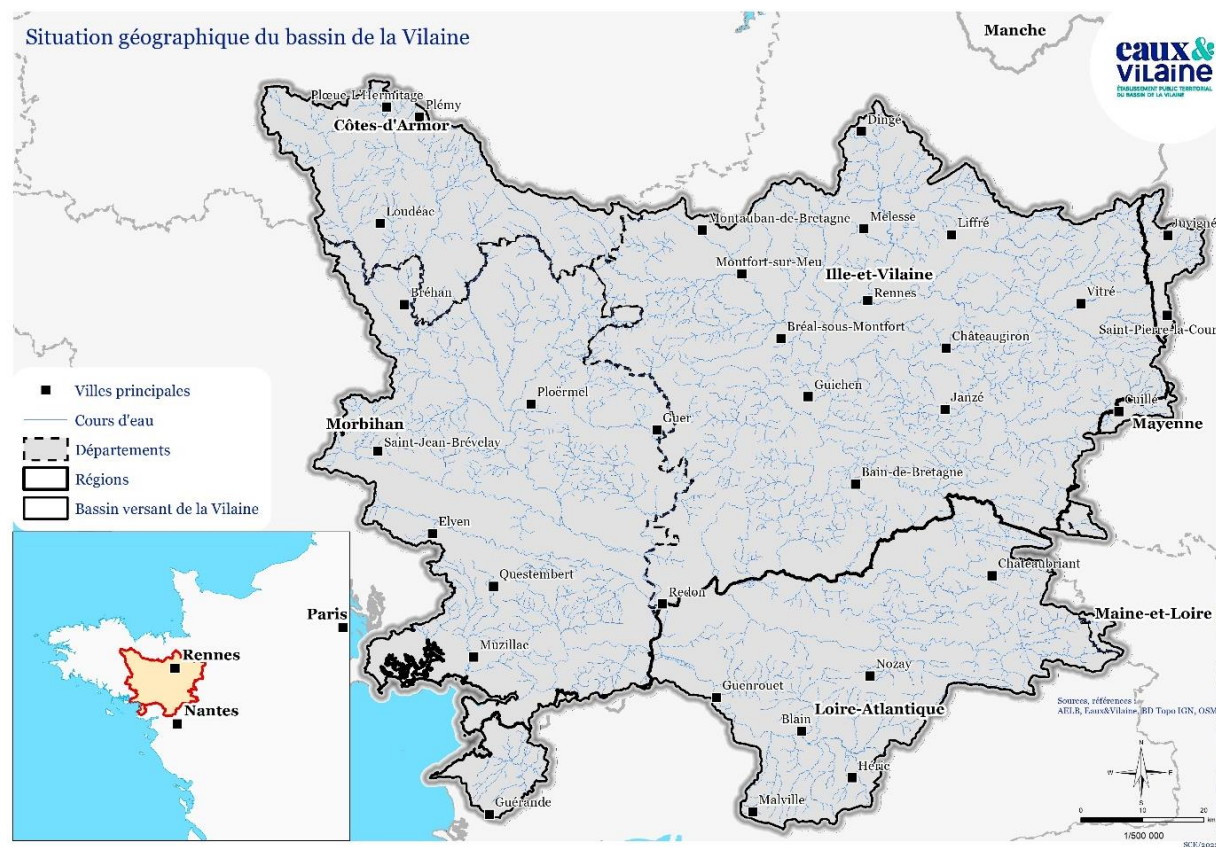 Situation géographique du bassin de la Vilaine
Manche
eaux&
VILaine
ÉTABLISSEMENT PUBLIC TERRITORIAL
DU BASSIN DE LA VILAINE
Plœuc-L'Hermitage
Plémy
Côtes-d'Armor
Dingé
Loudéac
Montauban-de-Bretagne
Melesse
Liffré
Juvigné
Montfort-sur-Meu
Ille-et-Vilaine
Rennes
Vitré
Bréhan
Bréal-sous-Montfort
Châteaugiron
Saint-Pierre-la-Cour
Villes principales
Cours d'eau
Départements
Régions
Bassin versant de la Vilaine
Ploërmel
Guichen
Janzé
Cuillé
Morbihan
Guer
Mayenne
Saint-Jean-Brévelay
Bain-de-Bretagne
Elven
Chateaubriant
Questembert
Redon
Maine-et-Loire
Paris
Rennes
Nantes
Muzillac
Nozay
Guenrouet
Loire-Atlantique
Blain
Héric
Guérande
Malville
Sources, références :
AELB, Eaux&Vilaine, BD Topo IGN, OSM
N
W
E
S
0 10 20
km
1/500 000